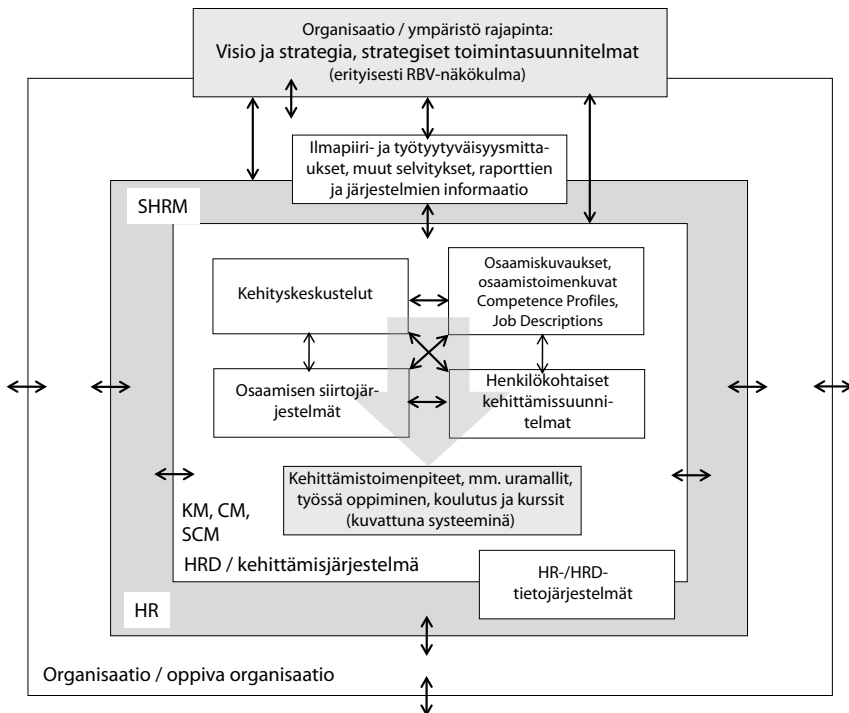 Organisaatio / ympäristö rajapinta:
Visio ja strategia, strategiset toimintasuunnitelmat
(erityisesti RBV-näkökulma)
Ilmapiiri- ja työtyytyväisyysmitta-
ukset, muut selvitykset, raporttien
ja järjestelmien informaatio
SHRM
Kehityskeskustelut
Osaamiskuvaukset,
osaamistoimenkuvat
Competence Profiles,
Job Descriptions
Osaamisen siirtojär-
jestelmät
Henkilökohtaiset
kehittämissuunni-
telmat
Kehittämistoimenpiteet, mm. uramallit,
työssä oppiminen, koulutus ja kurssit
(kuvattuna systeeminä)
KM, CM,
SCM
HRD / kehittämisjärjestelmä
HR-/HRD-
tietojärjestelmät
HR
Organisaatio / oppiva organisaatio